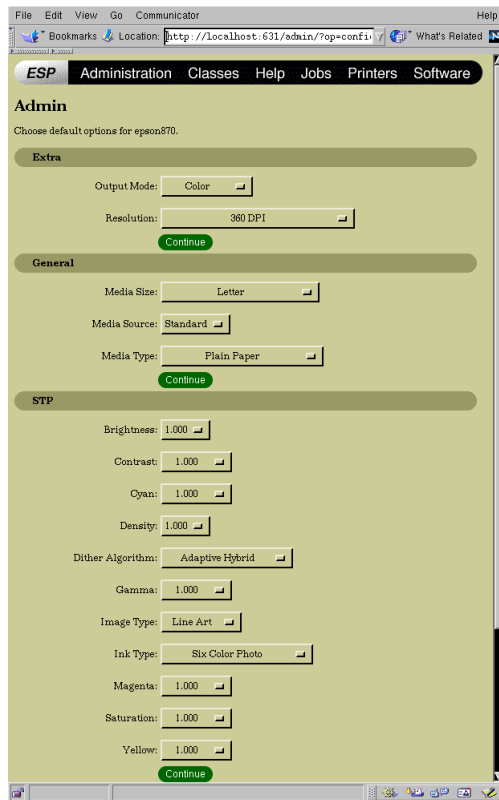 File Edit View Go Communicator Help
Bookmarks Location: http://localhost:631/admin/?op=confi What's Related N
ESP Administration Classes Help Jobs Printers Software
Admin
Choose default options for epson870.
Extra
Output Mode: Color
Resolution: 360 DPI
Continue
General
Media Size: Letter
Media Source: Standard
Media Type: Plain Paper
Continue
STP
Brightness: 1.000
Contrast: 1.000
Cyan: 1.000
Density: 1.000
Dither Algorithm: Adaptive Hybrid
Gamma: 1.000
Image Type: Line Art
Ink Type: Six Color Photo
Magenta: 1.000
Saturation: 1.000
Yellow: 1.000
Continue